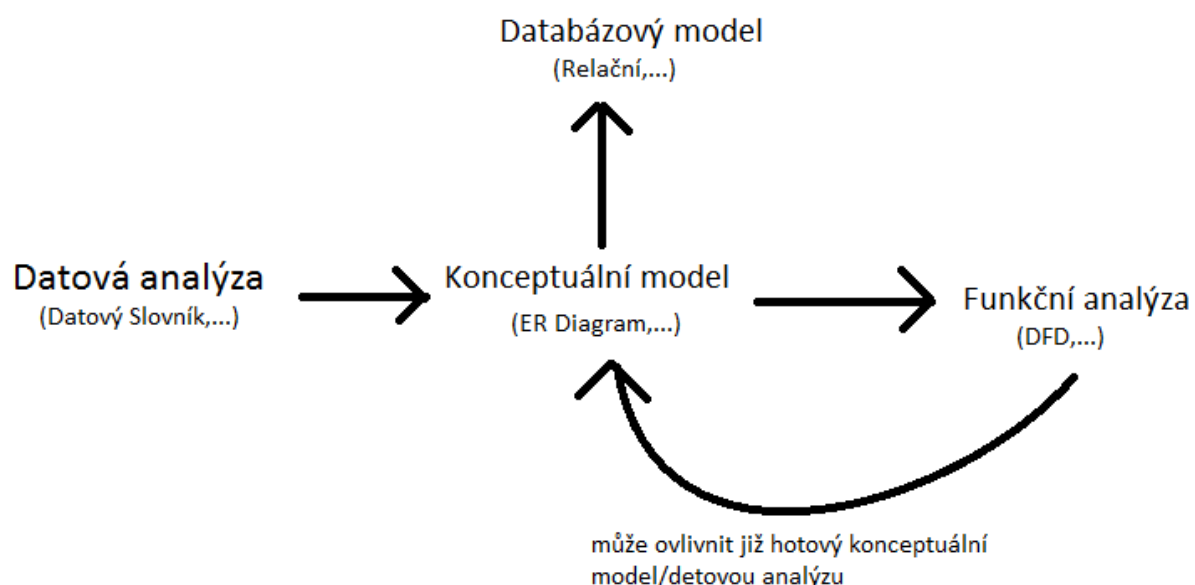 Databázový model
(Relační,...)
Datová analýza
(Datový Slovník,...)
Konceptuální model
(ER Diagram,...)
Funkční analýza
(DFD,...)
může ovlivnit již hotový konceptuální
model/detovou analýzu